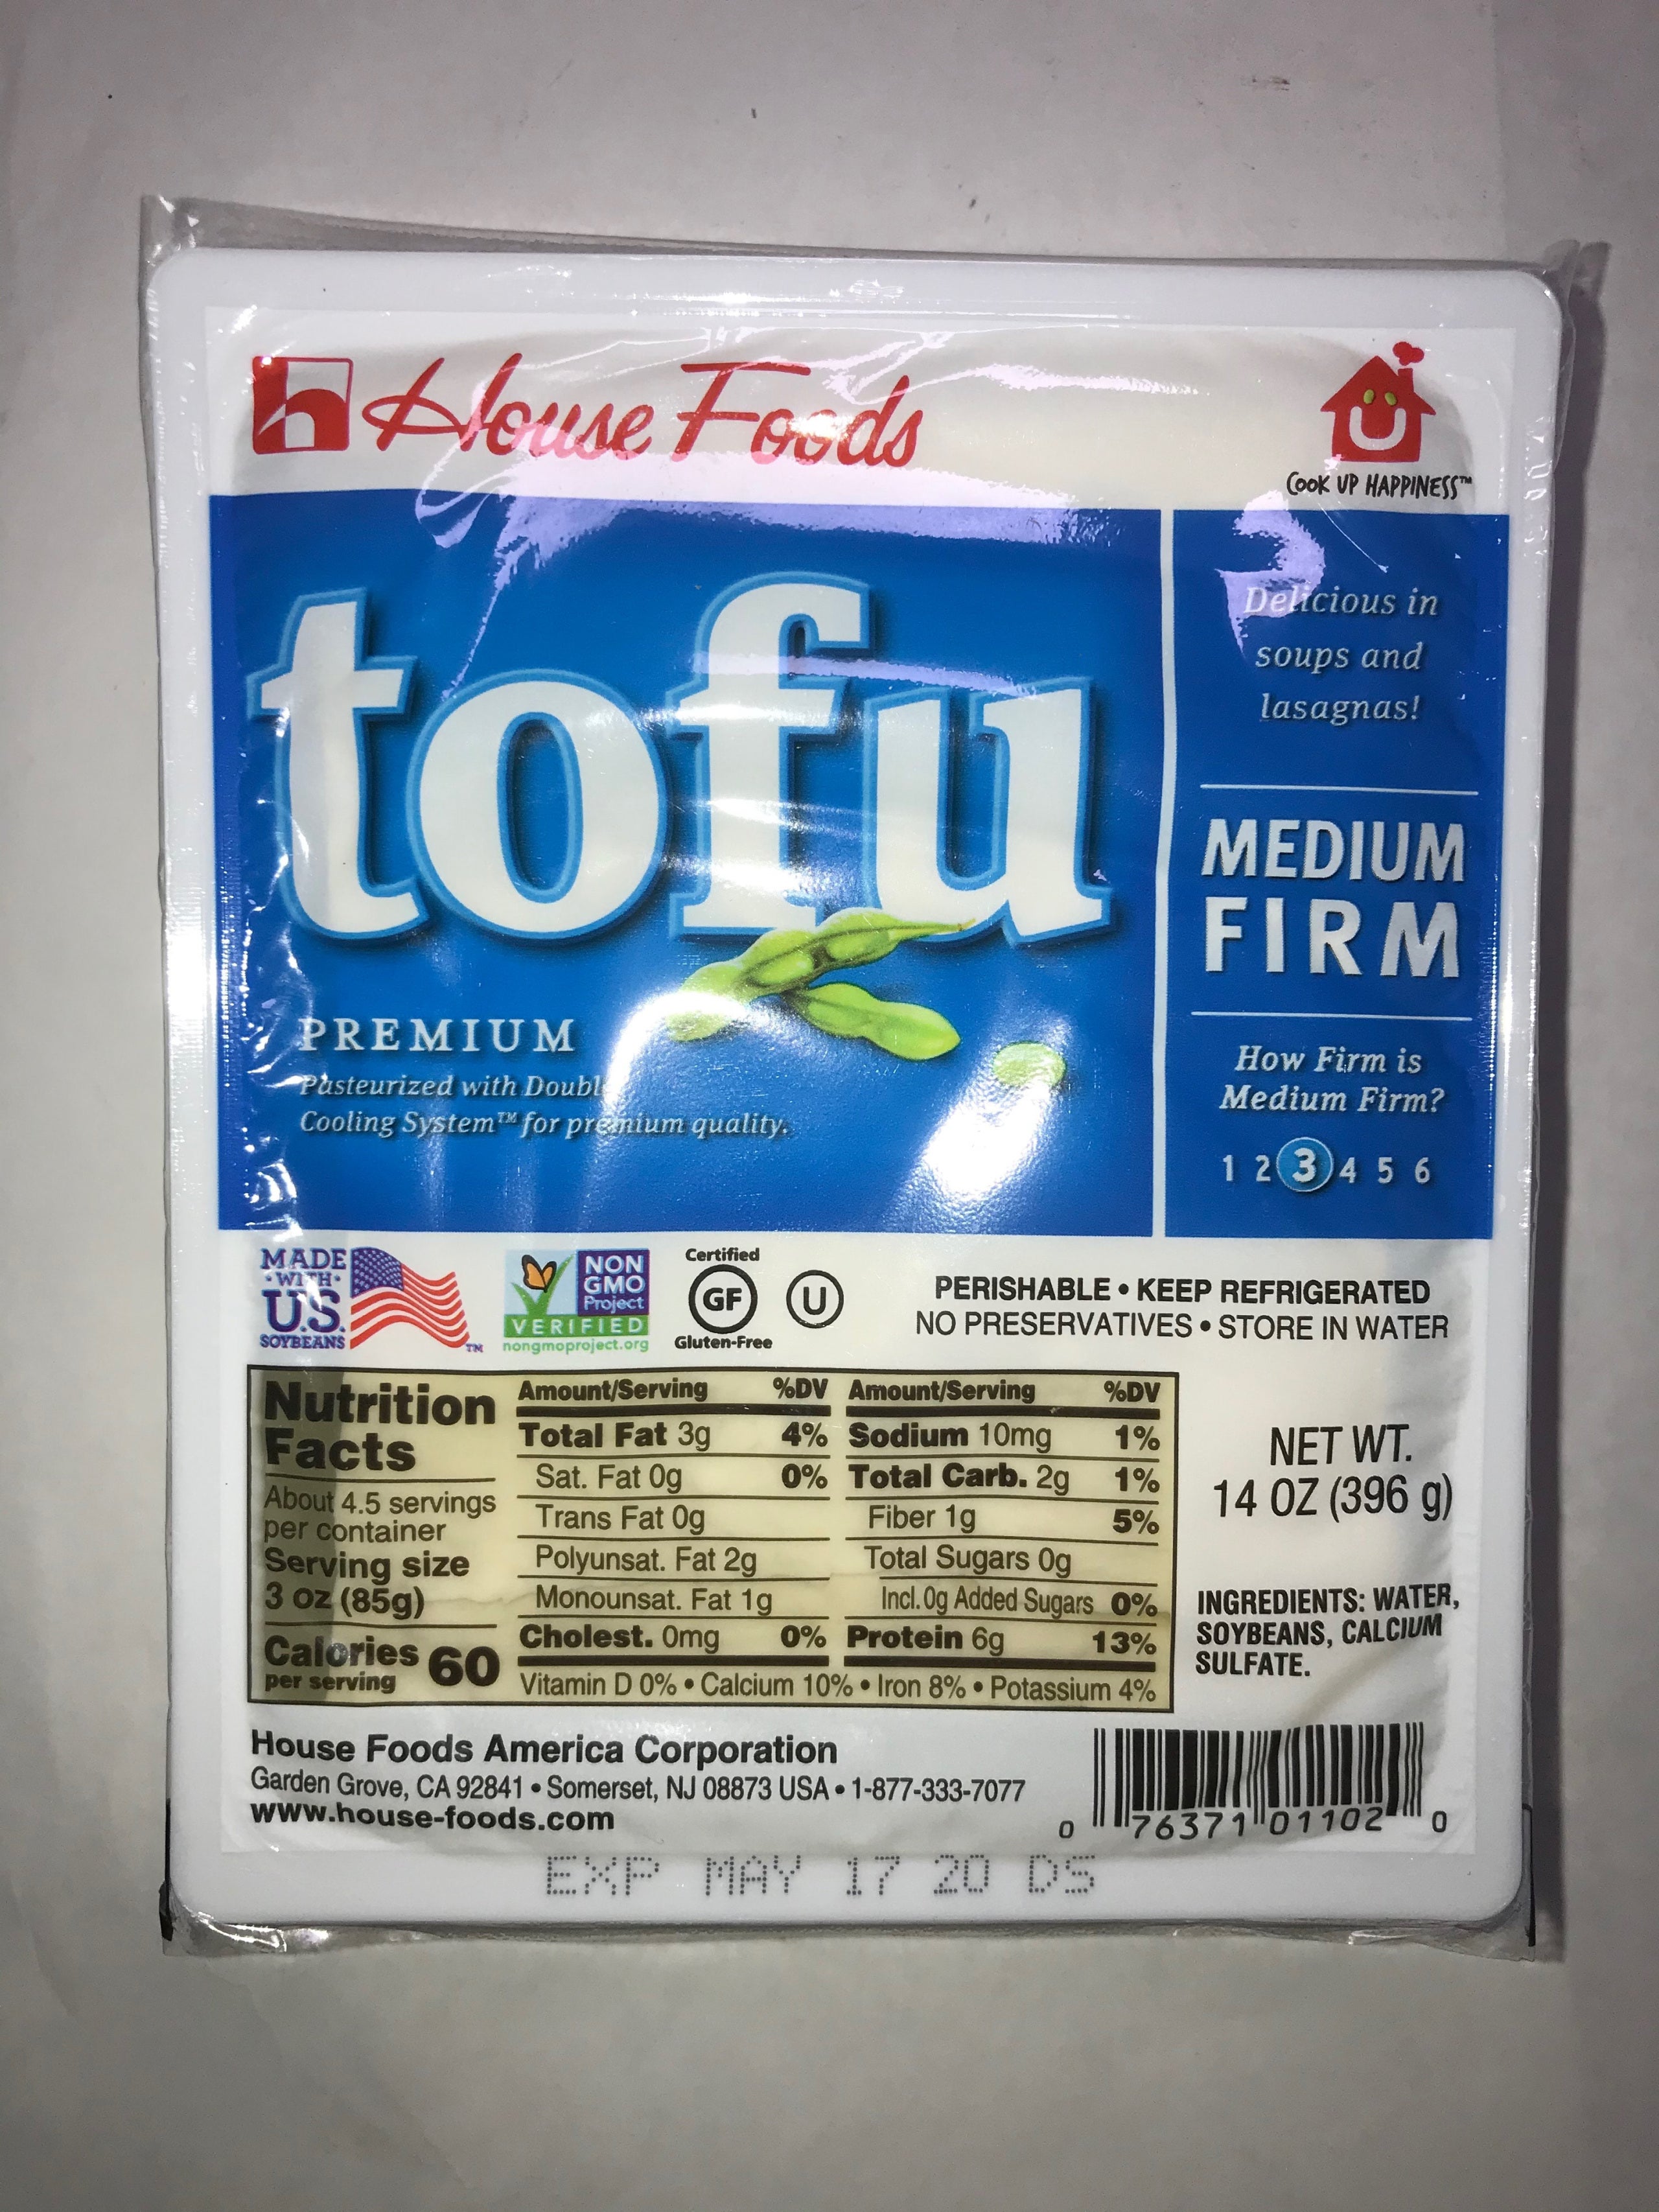 House Foods
COOK UP HAPPINESS™
tofu
PREMIUM
Pasteurized with Doubl
Cooling System™ for premium quality.
Delicious in
soups and
lasagnas!
MEDIUM
FIRM
How Firm is
Medium Firm?
1 2 3 4 5 6
MADE
• WITH •
U.S.
SOYBEANS
™
NON
GMO
Project
VERIFIED
nongmoproject.org
Certified
GF
Gluten-Free
U
PERISHABLE • KEEP REFRIGERATED
NO PRESERVATIVES • STORE IN WATER
Nutrition
Facts
About 4.5 servings
per container
Serving size
3 oz (85g)
Calories 60
per serving
Amount/Serving %DV
Total Fat 3g 4%
Sat. Fat 0g 0%
Trans Fat 0g
Polyunsat. Fat 2g
Monounsat. Fat 1g
Cholest. 0mg 0%
Amount/Serving %DV
Sodium 10mg 1%
Total Carb. 2g 1%
Fiber 1g 5%
Total Sugars 0g
Incl. 0g Added Sugars 0%
Protein 6g 13%
Vitamin D 0% • Calcium 10% • Iron 8% • Potassium 4%
NET WT.
14 OZ (396 g)
INGREDIENTS: WATER,
SOYBEANS, CALCIUM
SULFATE.
House Foods America Corporation
Garden Grove, CA 92841 • Somerset, NJ 08873 USA • 1-877-333-7077
www.house-foods.com
0 76371 01102 0
EXP MAY 17 20 DS